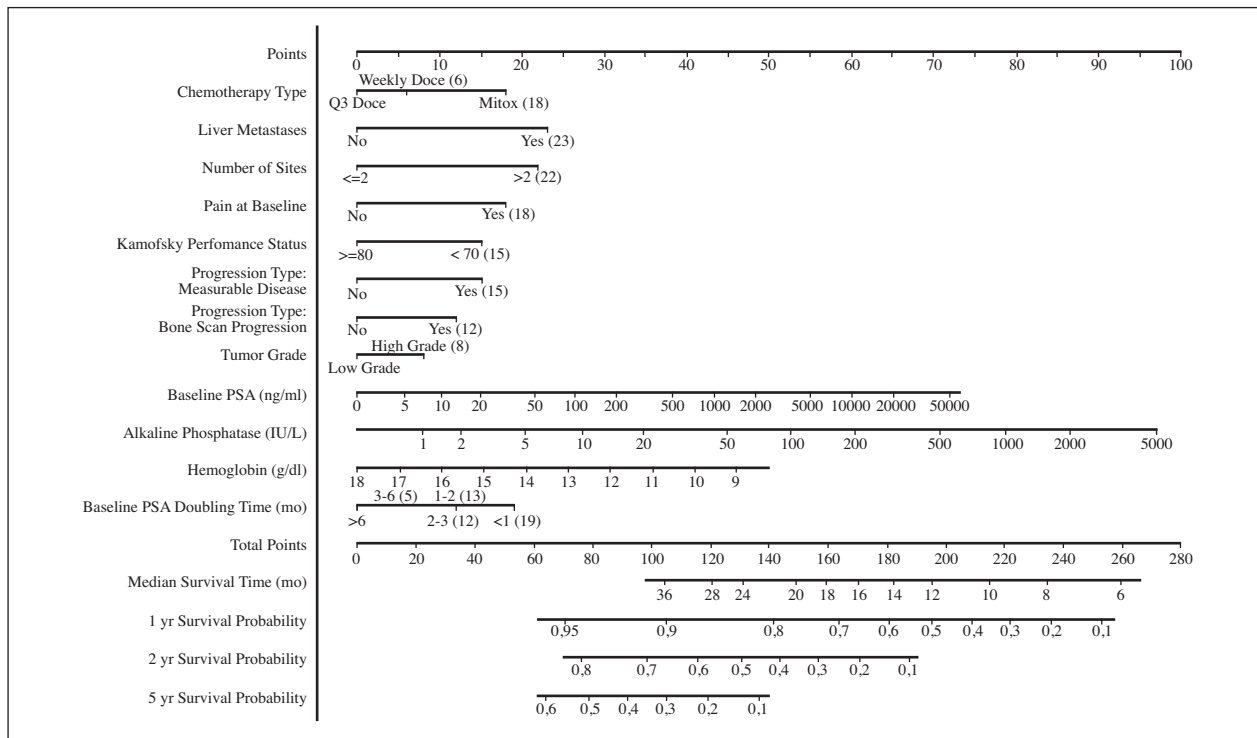 Points
0 10 20 30 40 50 60 70 80 90 100
Weekly Doce (6)
Chemotherapy Type
Q3 Doce Mitox (18)
Liver Metastases
No Yes (23)
Number of Sites
<=2 >2 (22)
Pain at Baseline
No Yes (18)
Kamofsky Perfomance Status
>=80 < 70 (15)
Progression Type:
Measurable Disease
No Yes (15)
Progression Type:
Bone Scan Progression
No Yes (12)
High Grade (8)
Tumor Grade
Low Grade
Baseline PSA (ng/ml)
0 5 10 20 50 100 200 500 1000 2000 5000 10000 20000 50000
Alkaline Phosphatase (IU/L)
1 2 5 10 20 50 100 200 500 1000 2000 5000
Hemoglobin (g/dl)
18 17 16 15 14 13 12 11 10 9
3-6 (5) 1-2 (13)
Baseline PSA Doubling Time (mo)
>6 2-3 (12) <1 (19)
Total Points
0 20 40 60 80 100 120 140 160 180 200 220 240 260 280
Median Survival Time (mo)
36 28 24 20 18 16 14 12 10 8 6
1 yr Survival Probability
0,95 0,9 0,8 0,7 0,6 0,5 0,4 0,3 0,2 0,1
2 yr Survival Probability
0,8 0,7 0,6 0,5 0,4 0,3 0,2 0,1
5 yr Survival Probability
0,6 0,5 0,4 0,3 0,2 0,1